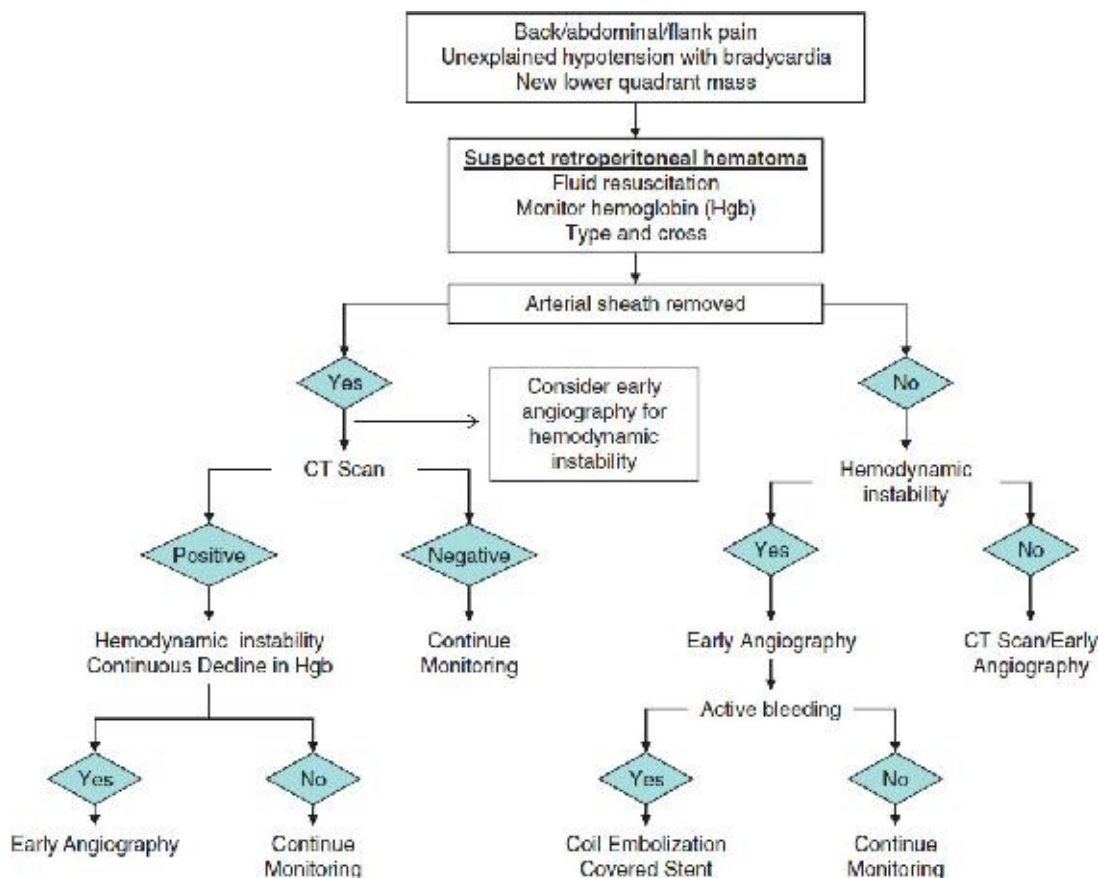 Back/abdominal/flank pain
Unexplained hypotension with bradycardia
New lower quadrant mass
Suspect retroperitoneal hematoma
Fluid resuscitation
Monitor hemoglobin (Hgb)
Type and cross
Arterial sheath removed
Yes
No
Consider early
angiography for
hemodynamic
instability
CT Scan
Hemodynamic
instability
Positive
Negative
Yes
No
Hemodynamic instability
Continuous Decline in Hgb
Continue
Monitoring
Early Angiography
CT Scan/Early
Angiography
Active bleeding
Yes
No
Yes
No
Early Angiography
Continue
Monitoring
Coil Embolization
Covered Stent
Continue
Monitoring